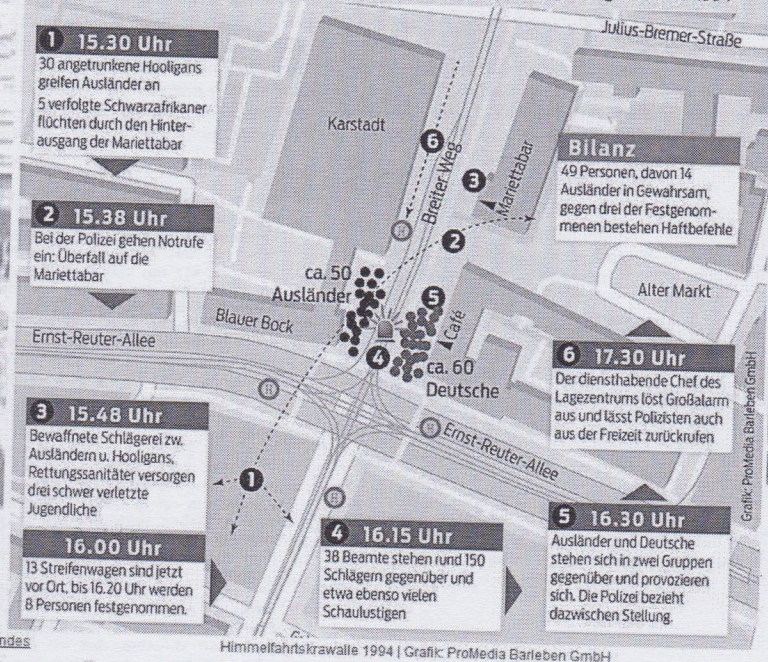 Julius-Bremer-Straße
1 15.30 Uhr
30 angetrunkene Hooligans
greifen Ausländer an
5 verfolgte Schwarzafrikaner
flüchten durch den Hinter-
ausgang der Mariettabar
2 15.38 Uhr
Bei der Polizei gehen Notrufe
ein: Überfall auf die
Mariettabar
Karstadt
6
Breiter Weg
3
Mariettabar
2
H
Bilanz
49 Personen, davon 14
Ausländer in Gewahrsam,
gegen drei der Festgenom-
menen bestehen Haftbefehle
Alter Markt
ca. 50
Ausländer
Blauer Bock
5
Café
4
ca. 60
Deutsche
Ernst-Reuter-Allee
H
H
Ernst-Reuter-Allee
H
1
3 15.48 Uhr
Bewaffnete Schlägerei zw.
Ausländern u. Hooligans,
Rettungssanitäter versorgen
drei schwer verletzte
Jugendliche
16.00 Uhr
13 Streifenwagen sind jetzt
vor Ort, bis 16.20 Uhr werden
8 Personen festgenommen.
4 16.15 Uhr
38 Beamte stehen rund 150
Schlägern gegenüber und
etwa ebenso vielen
Schaulustigen
5 16.30 Uhr
Ausländer und Deutsche
stehen sich in zwei Gruppen
gegenüber und provozieren
sich. Die Polizei bezieht
dazwischen Stellung.
6 17.30 Uhr
Der diensthabende Chef des
Lagezentrums löst Großalarm
aus und lässt Polizisten auch
aus der Freizeit zurückrufen
Grafik: ProMedia Barleben GmbH
Himmelfahrtskrawalle 1994 | Grafik: ProMedia Barleben GmbH